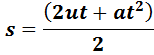 s = (2ut + at²)/2